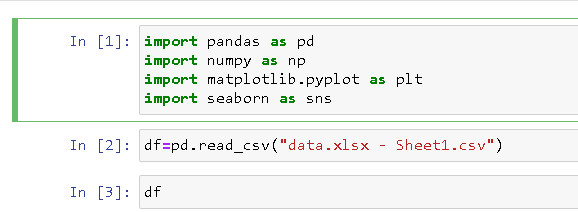 In [1]: import pandas as pd
import numpy as np
import matplotlib.pyplot as plt
import seaborn as sns
In [2]: df=pd.read_csv("data.xlsx - Sheet1.csv")
In [3]: df